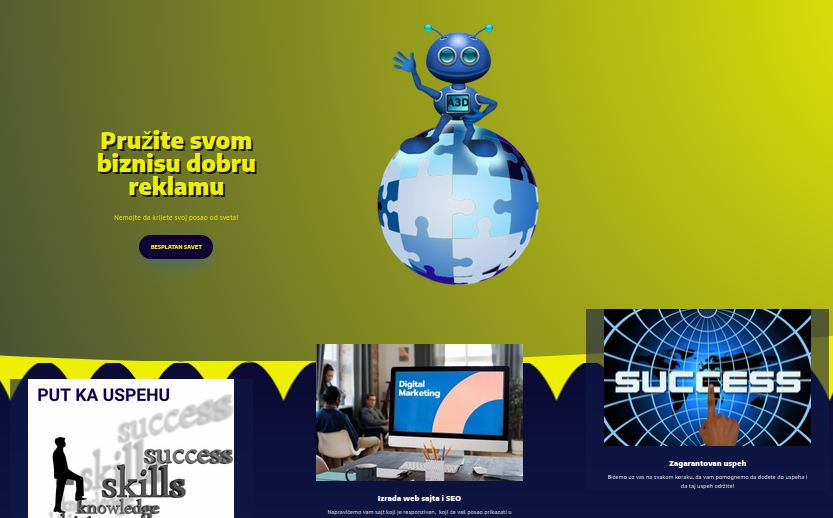 A3D
Pružite svom
biznisu dobru
reklamu
Nemojte da krijete svoj posao od sveta!
BESPLATAN SAVET
PUT KA USPEHU
success
success
skills
skills
knowledge
Digital
Marketing
Izrada web sajta i SEO
Napravićemo vam sajt koji je responzivan, koji će vaš posao prikazati u
SUCCESS
Zagarantovan uspeh
Bićemo uz vas na svakom koraku, da vam pomognemo da dođete do uspeha i
da taj uspeh održite!